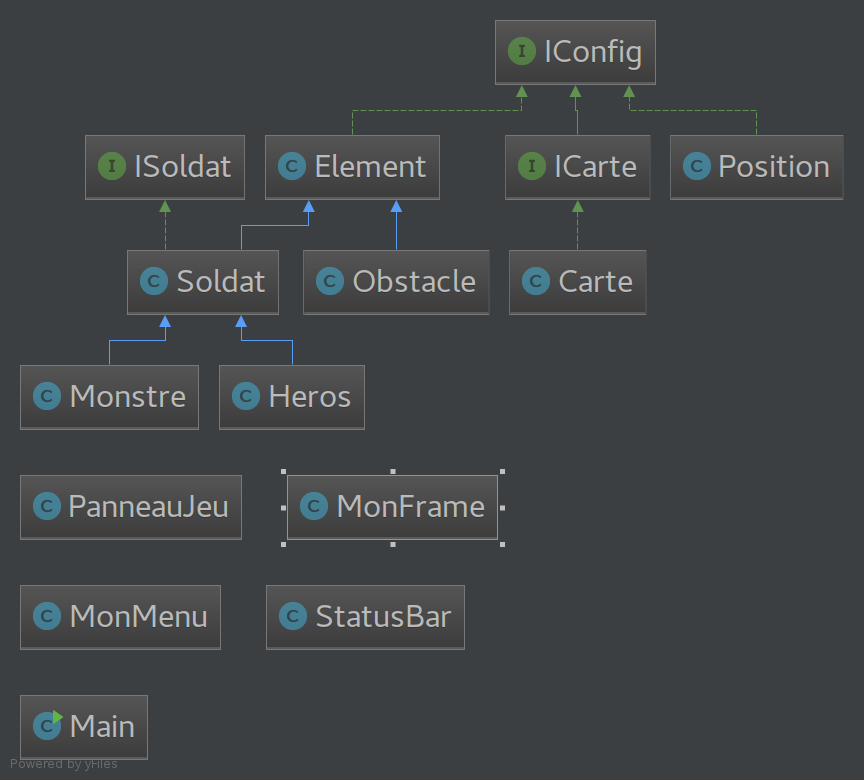 I IConfig
I ISoldat
C Element
I ICarte
C Position
C Soldat
C Obstacle
C Carte
C Monstre
C Heros
C PanneauJeu
C MonFrame
C MonMenu
C StatusBar
C Main
Powered by yFiles